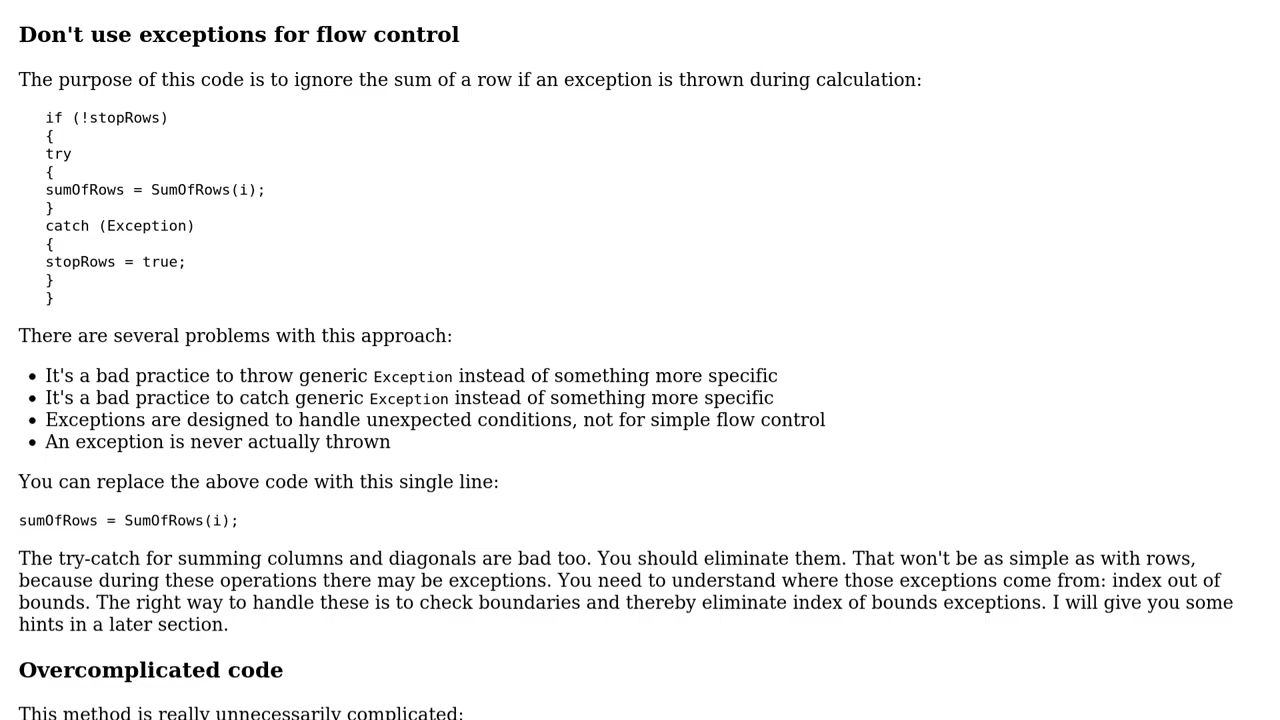 Don't use exceptions for flow control
The purpose of this code is to ignore the sum of a row if an exception is thrown during calculation:
if (!stopRows)
{
try
{
sumOfRows = SumOfRows(i);
}
catch (Exception)
{
stopRows = true;
}
}
There are several problems with this approach:
• It's a bad practice to throw generic Exception instead of something more specific
• It's a bad practice to catch generic Exception instead of something more specific
• Exceptions are designed to handle unexpected conditions, not for simple flow control
• An exception is never actually thrown
You can replace the above code with this single line:
sumOfRows = SumOfRows(i);
The try-catch for summing columns and diagonals are bad too. You should eliminate them. That won't be as simple as with rows,
because during these operations there may be exceptions. You need to understand where those exceptions come from: index out of
bounds. The right way to handle these is to check boundaries and thereby eliminate index of bounds exceptions. I will give you some
hints in a later section.
Overcomplicated code
This method is really unnecessarily complicated: